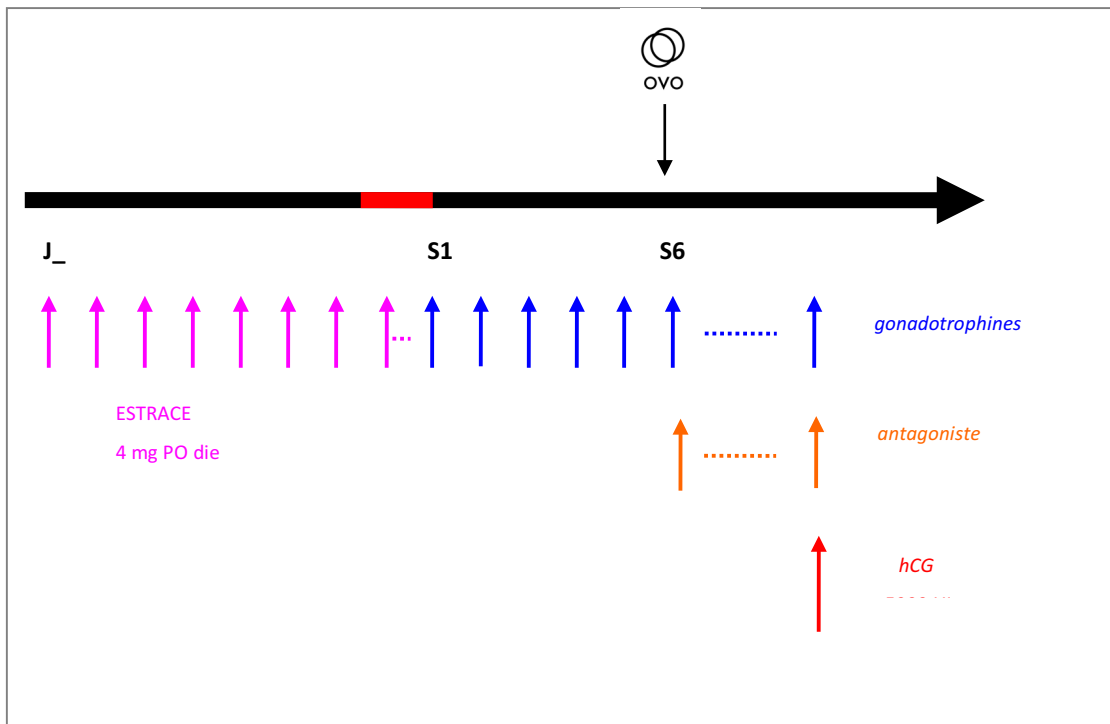 OVO
J_
S1
S6
gonadotrophines
ESTRACE
4 mg PO die
antagoniste
hCG